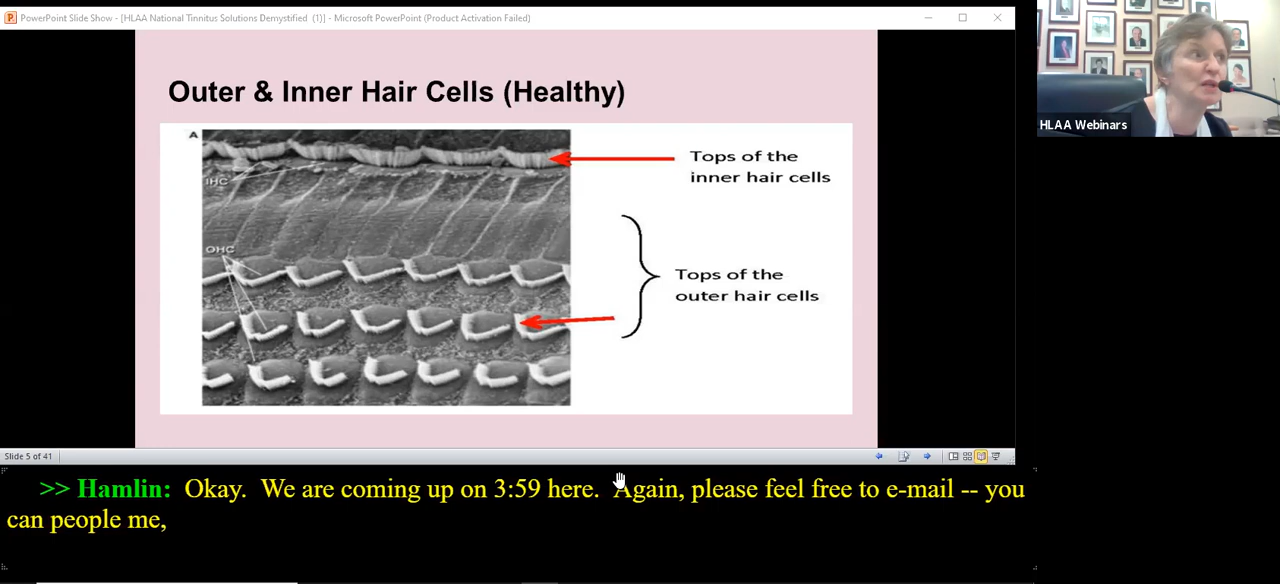 PowerPoint Slide Show - [HLAA National Tinnitus Solutions Demystified (1)] - Microsoft PowerPoint (Product Activation Failed)
Outer & Inner Hair Cells (Healthy)
A
IHC
OHC
Tops of the
inner hair cells
Tops of the
outer hair cells
HLAA Webinars
Slide 5 of 41
>> Hamlin: Okay. We are coming up on 3:59 here. Again, please feel free to e-mail -- you
can people me,